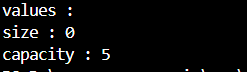 values :
size : 0
capacity : 5